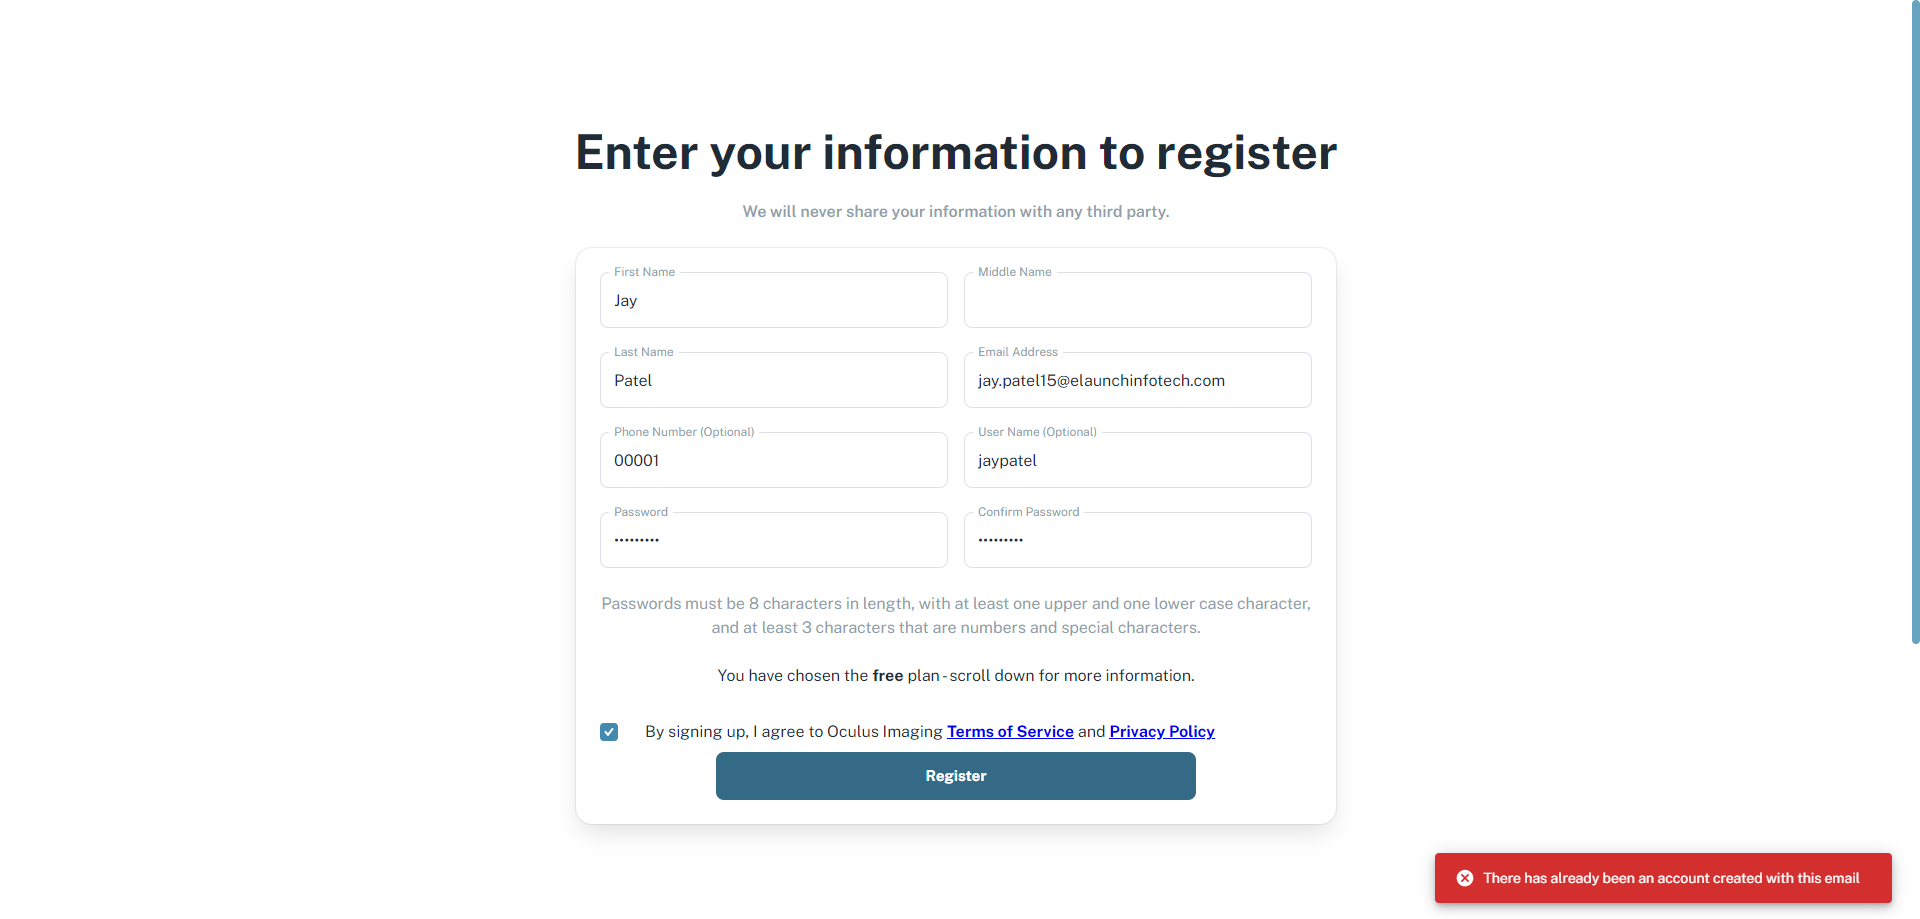 Enter your information to register
We will never share your information with any third party.
First Name
Jay
Middle Name
Last Name
Patel
Email Address
jay.patel15@elaunchinfotech.com
Phone Number (Optional)
00001
User Name (Optional)
jaypatel
Password
•••••••••
Confirm Password
•••••••••
Passwords must be 8 characters in length, with at least one upper and one lower case character,
and at least 3 characters that are numbers and special characters.
You have chosen the free plan - scroll down for more information.
By signing up, I agree to Oculus Imaging Terms of Service and Privacy Policy
Register
There has already been an account created with this email